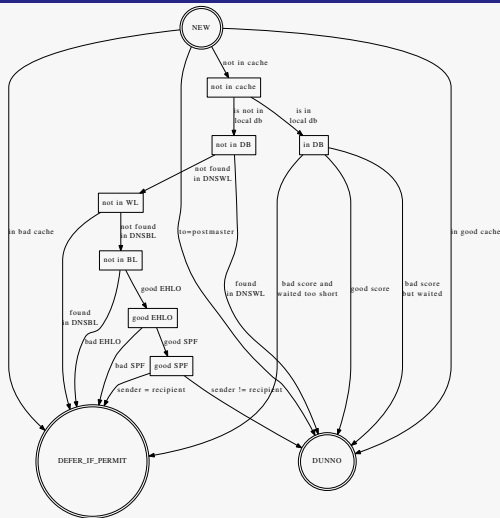 NEW
not in cache
not in cache
is not in
local db
is in
local db
not in DB
in DB
not found
in DNSWL
not in WL
in bad cache
not found
in DNSBL
to=postmaster
in good cache
not in BL
good EHLO
found
in DNSWL
bad score and
waited too short
good score
bad score
but waited
found
in DNSBL
good EHLO
bad EHLO
good SPF
bad SPF
good SPF
sender = recipient
sender != recipient
DEFER_IF_PERMIT
DUNNO